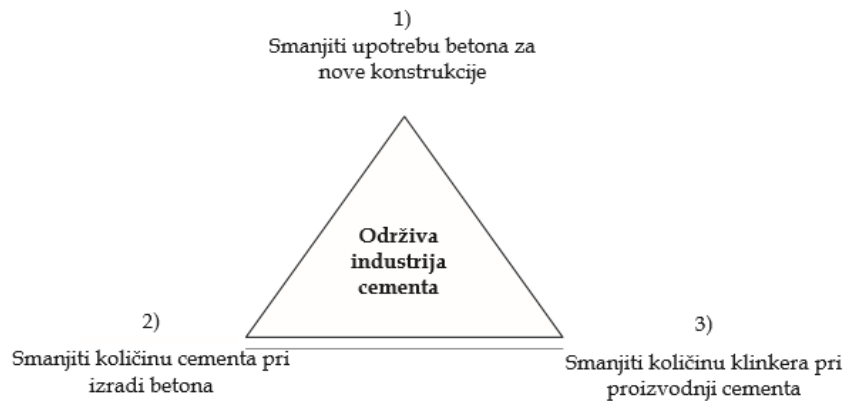 1)
Smanjiti upotrebu betona za
nove konstrukcije
Održiva
industrija
cementa
2)
Smanjiti količinu cementa pri
izradi betona
3)
Smanjiti količinu klinkera pri
proizvodnji cementa